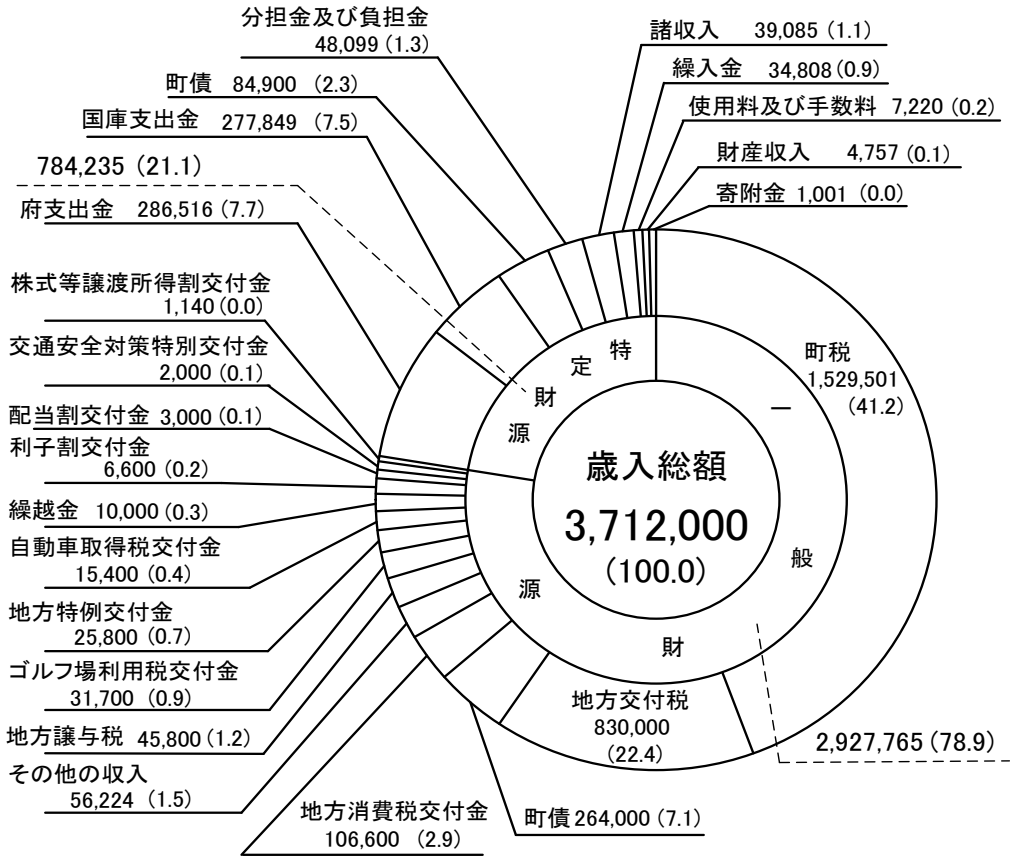 分担金及び負担金
48,099 (1.3)
町債 84,900 (2.3)
国庫支出金 277,849 (7.5)
784,235 (21.1)
府支出金 286,516 (7.7)
株式等譲渡所得割交付金
1,140 (0.0)
交通安全対策特別交付金
2,000 (0.1)
配当割交付金 3,000 (0.1)
利子割交付金
6,600 (0.2)
繰越金 10,000 (0.3)
自動車取得税交付金
15,400 (0.4)
地方特例交付金
25,800 (0.7)
ゴルフ場利用税交付金
31,700 (0.9)
地方譲与税 45,800 (1.2)
その他の収入
56,224 (1.5)
地方消費税交付金
106,600 (2.9)
町債 264,000 (7.1)
地方交付税
830,000
(22.4)
2,927,765 (78.9)
町税
1,529,501
(41.2)
諸収入 39,085 (1.1)
繰入金 34,808 (0.9)
使用料及び手数料 7,220 (0.2)
財産収入 4,757 (0.1)
寄附金 1,001 (0.0)
特定財源
一般財源
歳入総額
3,712,000
(100.0)